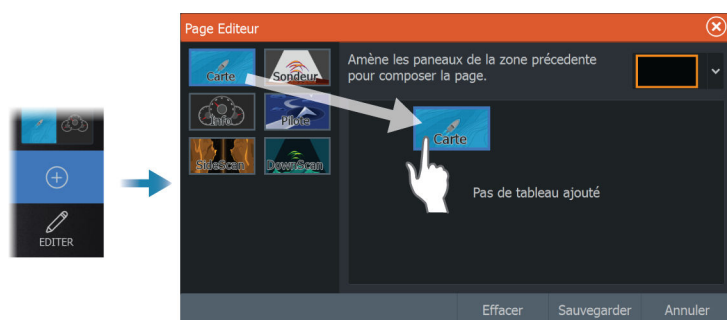 Page Editeur
Carte
Sondeur
Amène les panneaux de la zone précedente
pour composer la page.
Info
Pilote
Carte
SideScan
DownScan
Pas de tableau ajouté
EDITER
Effacer
Sauvegarder
Annuler